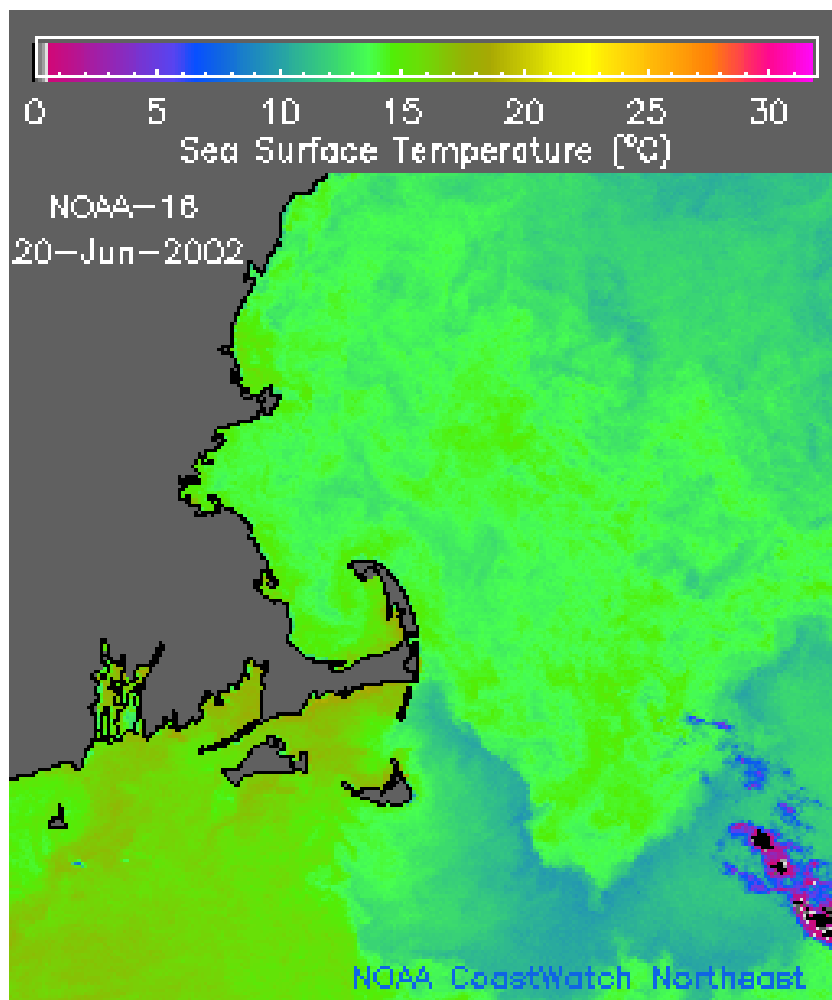 0 5 10 15 20 25 30
Sea Surface Temperature (°C)
NOAA-16
20-Jun-2002
NOAA CoastWatch Northeast